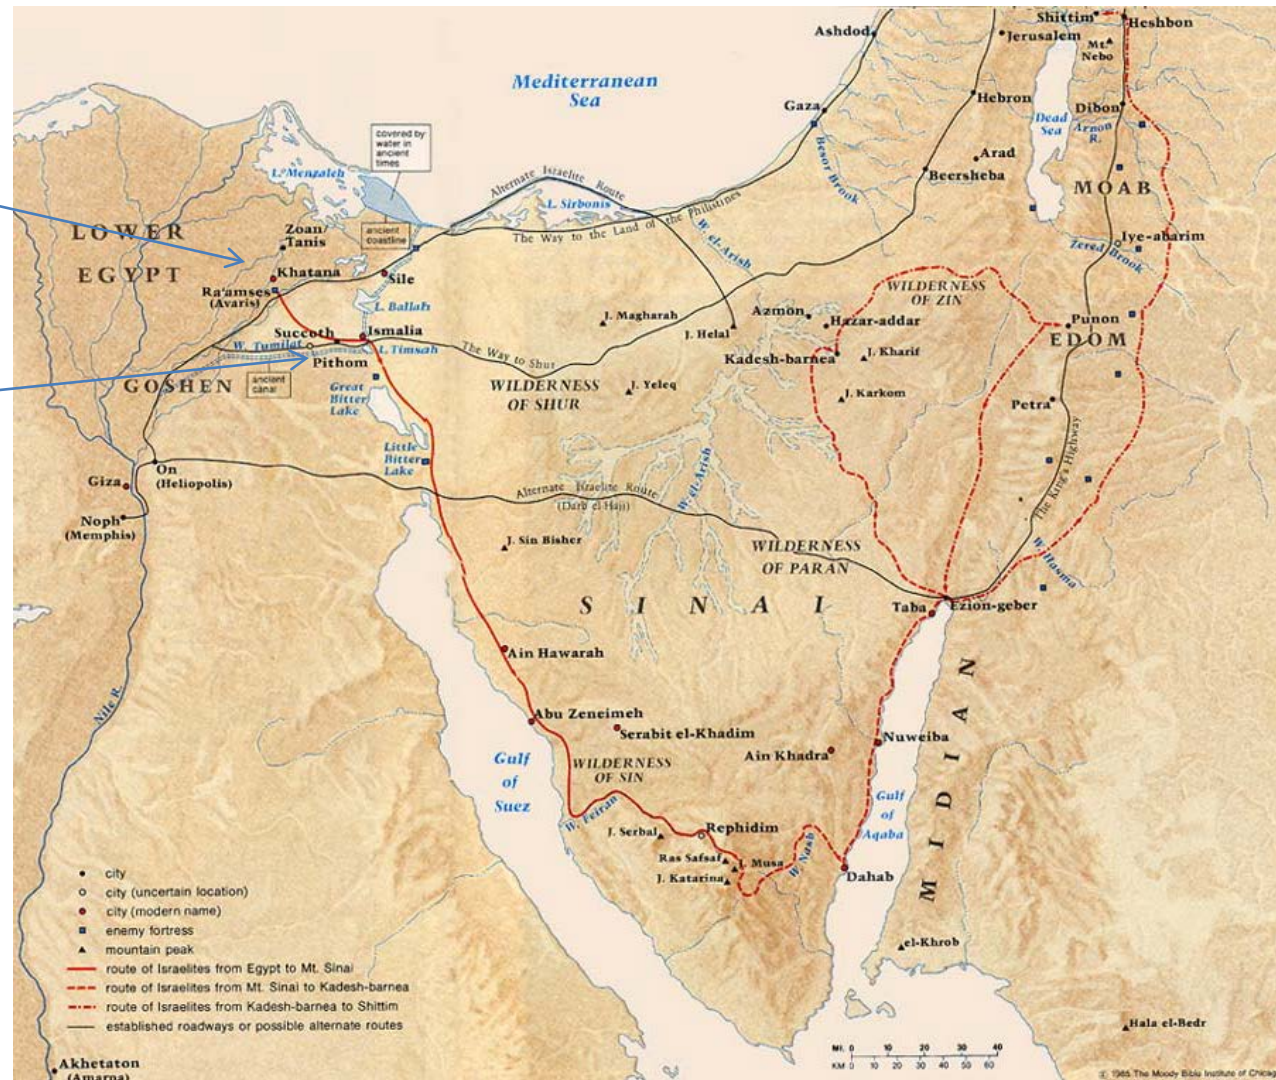 Mediterranean
Sea
Ashdod
Shittim
Heshbon
Jerusalem
Mt.
Nebo
Gaza
Hebron
Dead
Sea
Dibon
Arnon
R.
Besor Brook
Arad
Beersheba
MOAB
covered by
water in
ancient
times
L. Menzaleh
Alternate Israelite Route
L. Sirbonis
The Way to the Land of the Philistines
ancient
coastline
LOWER
EGYPT
Zoan/
Tanis
Khatana
Ra'amses
(Avaris)
Sile
L. Ballah
W. el-Arish
Iye-abarim
Zered Brook
WILDERNESS
OF ZIN
J. Magharah
J. Helal
Azmon
Hazar-addar
Punon
EDOM
Succoth
Ismalia
W. Tumilat
L. Timsah
Pithom
The Way to Shur
Kadesh-barnea
J. Kharif
GOSHEN
ancient
canal
Great
Bitter
Lake
WILDERNESS
OF SHUR
J. Yeleq
J. Karkom
Petra
The King's Highway
Little
Bitter
Lake
On
(Heliopolis)
Giza
Noph
(Memphis)
Alternate Israelite Route
(Darb el Hajj)
W. el-Arish
J. Sin Bisher
WILDERNESS
OF PARAN
W. Hasma
SINAI
Taba
Ezion-geber
Ain Hawarah
Nile R.
Abu Zeneimeh
Serabit el-Khadim
Ain Khadra
Nuweiba
MIDIAN
Gulf
of
Suez
WILDERNESS
OF SIN
Gulf
of
Aqaba
W. Feiran
J. Serbal
Rephidim
Ras Safsaf
J. Musa
J. Katarina
W. Nasb
Dahab
el-Khrob
Hala el-Bedr
city
city (uncertain location)
city (modern name)
enemy fortress
mountain peak
route of Israelites from Egypt to Mt. Sinai
route of Israelites from Mt. Sinai to Kadesh-barnea
route of Israelites from Kadesh-barnea to Shittim
established roadways or possible alternate routes
Akhetaton
(Amarna)
MI. 0 10 20 30 40
KM 0 10 20 30 40 50 60
© 1985 The Moody Bible Institute of Chicag